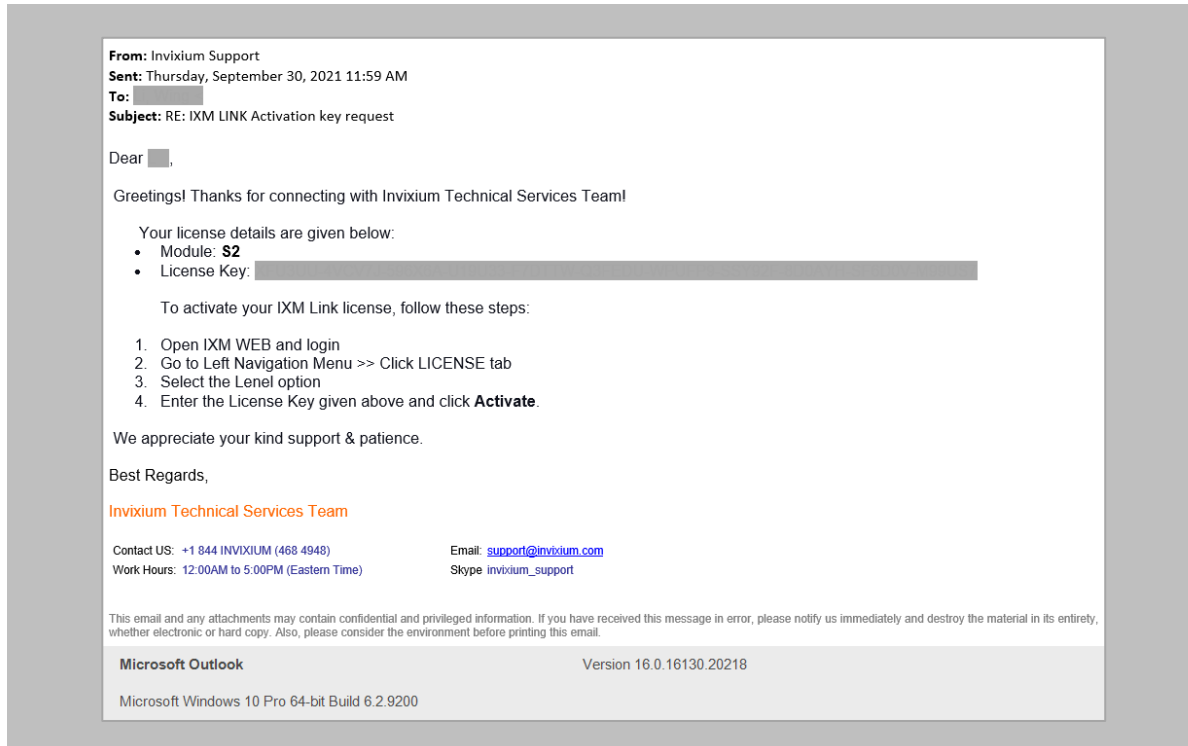 From: Invixium Support
Sent: Thursday, September 30, 2021 11:59 AM
To:
Subject: RE: IXM LINK Activation key request
Dear ,
Greetings! Thanks for connecting with Invixium Technical Services Team!
Your license details are given below:
• Module: S2
• License Key:
To activate your IXM Link license, follow these steps:
1. Open IXM WEB and login
2. Go to Left Navigation Menu >> Click LICENSE tab
3. Select the Lenel option
4. Enter the License Key given above and click Activate.
We appreciate your kind support & patience.
Best Regards,
Invixium Technical Services Team
Contact US: +1 844 INVIXIUM (468 4948) Email: support@invixium.com
Work Hours: 12:00AM to 5:00PM (Eastern Time) Skype invixium_support
This email and any attachments may contain confidential and privileged information. If you have received this message in error, please notify us immediately and destroy the material in its entirety,
whether electronic or hard copy. Also, please consider the environment before printing this email.
Microsoft Outlook Version 16.0.16130.20218
Microsoft Windows 10 Pro 64-bit Build 6.2.9200